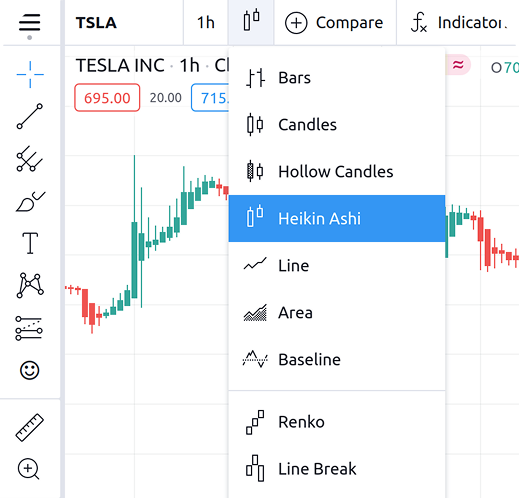 TSLA 1h Compare Indicator
TESLA INC · 1h ·
695.00 20.00 715.
≈ O70
Bars
Candles
Hollow Candles
Heikin Ashi
Line
Area
Baseline
Renko
Line Break